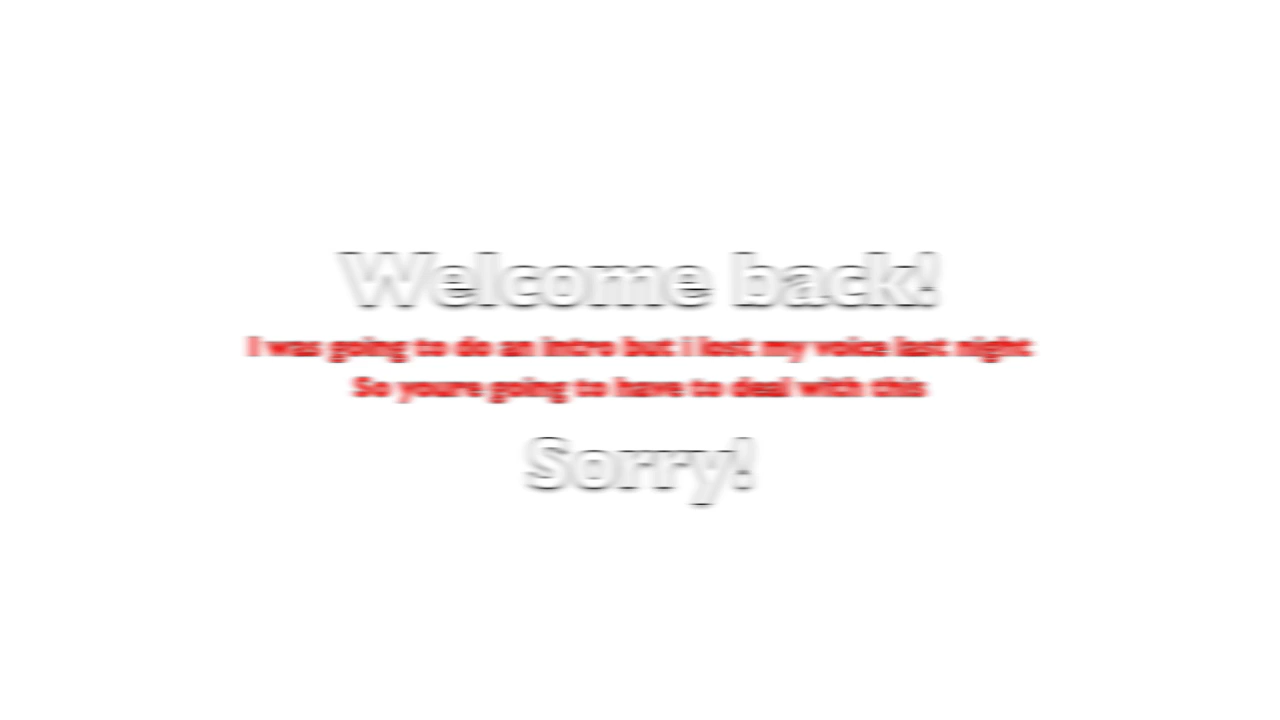 Welcome back!
I was going to do an intro but i lost my voice last night
So youre going to have to deal with this
Sorry!